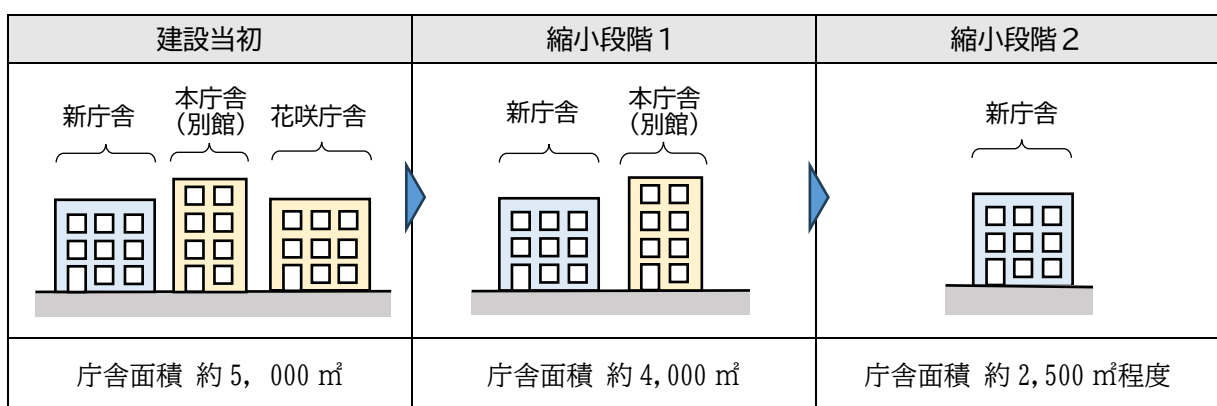 建設当初
縮小段階1
縮小段階2
新庁舎
本庁舎
(別館)
花咲庁舎
新庁舎
本庁舎
(別館)
新庁舎
庁舎面積 約5, 000 ㎡
庁舎面積 約4,000 ㎡
庁舎面積 約2,500 ㎡程度